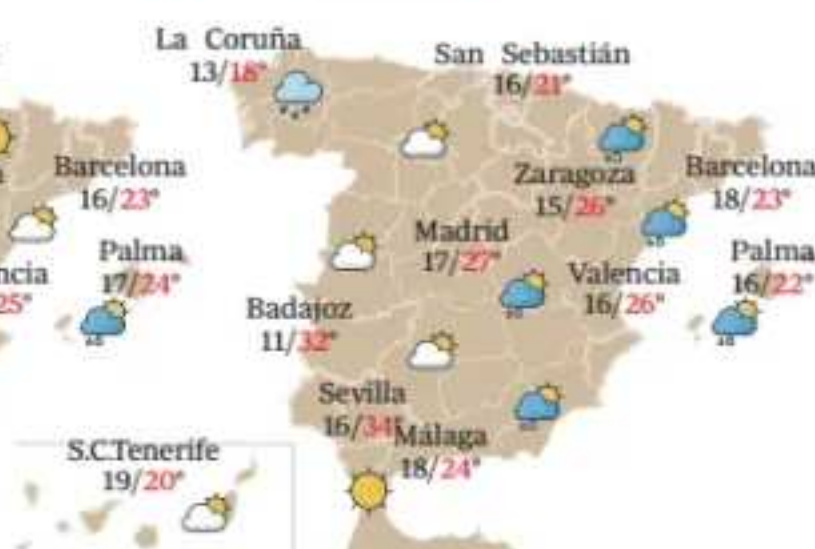 Barcelona
16/23°
Palma
17/24°
ncia
25°
S.C.Tenerife
19/20°
La Coruña
13/18°
San Sebastián
16/21°
Zaragoza
15/26°
Barcelona
18/23°
Madrid
17/27°
Valencia
16/26°
Palma
16/22°
Badajoz
11/32°
Sevilla
16/34°
Málaga
18/24°